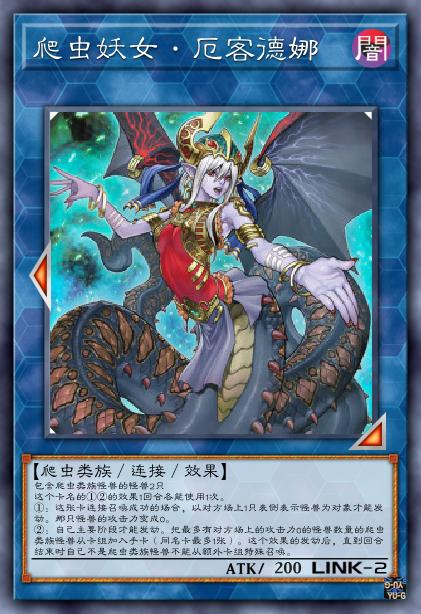 爬虫妖女·厄客德娜
闇
【爬虫类族／连接／效果】
包含爬虫类族怪兽的怪兽2只
这个卡名的①②的效果1回合各能使用1次。
①：这张卡连接召唤成功的场合，以对方场上1只表侧表示怪兽为对象才能发
动。那只怪兽的攻击力变成0。
②：自己主要阶段才能发动。把最多有对方场上的攻击力0的怪兽数量的爬虫
类族怪兽从卡组加入手卡（同名卡最多1张）。这个效果的发动后，直到回合
结束时自己不是爬虫类族怪兽不能从额外卡组特殊召唤。
ATK/ 200 LINK-2